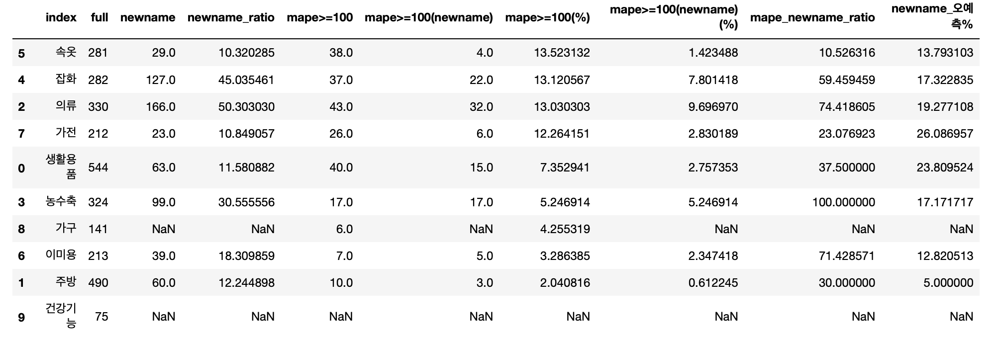 index full newname newname_ratio mape>=100 mape>=100(newname) mape>=100(%) mape>=100(newname)(%) mape_newname_ratio newname_오예측%
5 속옷 281 29.0 10.320285 38.0 4.0 13.523132 1.423488 10.526316 13.793103
4 잡화 282 127.0 45.035461 37.0 22.0 13.120567 7.801418 59.459459 17.322835
2 의류 330 166.0 50.303030 43.0 32.0 13.030303 9.696970 74.418605 19.277108
7 가전 212 23.0 10.849057 26.0 6.0 12.264151 2.830189 23.076923 26.086957
0 생활용품 544 63.0 11.580882 40.0 15.0 7.352941 2.757353 37.500000 23.809524
3 농수축 324 99.0 30.555556 17.0 17.0 5.246914 5.246914 100.000000 17.171717
8 가구 141 NaN NaN 6.0 NaN 4.255319 NaN NaN NaN
6 이미용 213 39.0 18.309859 7.0 5.0 3.286385 2.347418 71.428571 12.820513
1 주방 490 60.0 12.244898 10.0 3.0 2.040816 0.612245 30.000000 5.000000
9 건강기능 75 NaN NaN NaN NaN NaN NaN NaN NaN